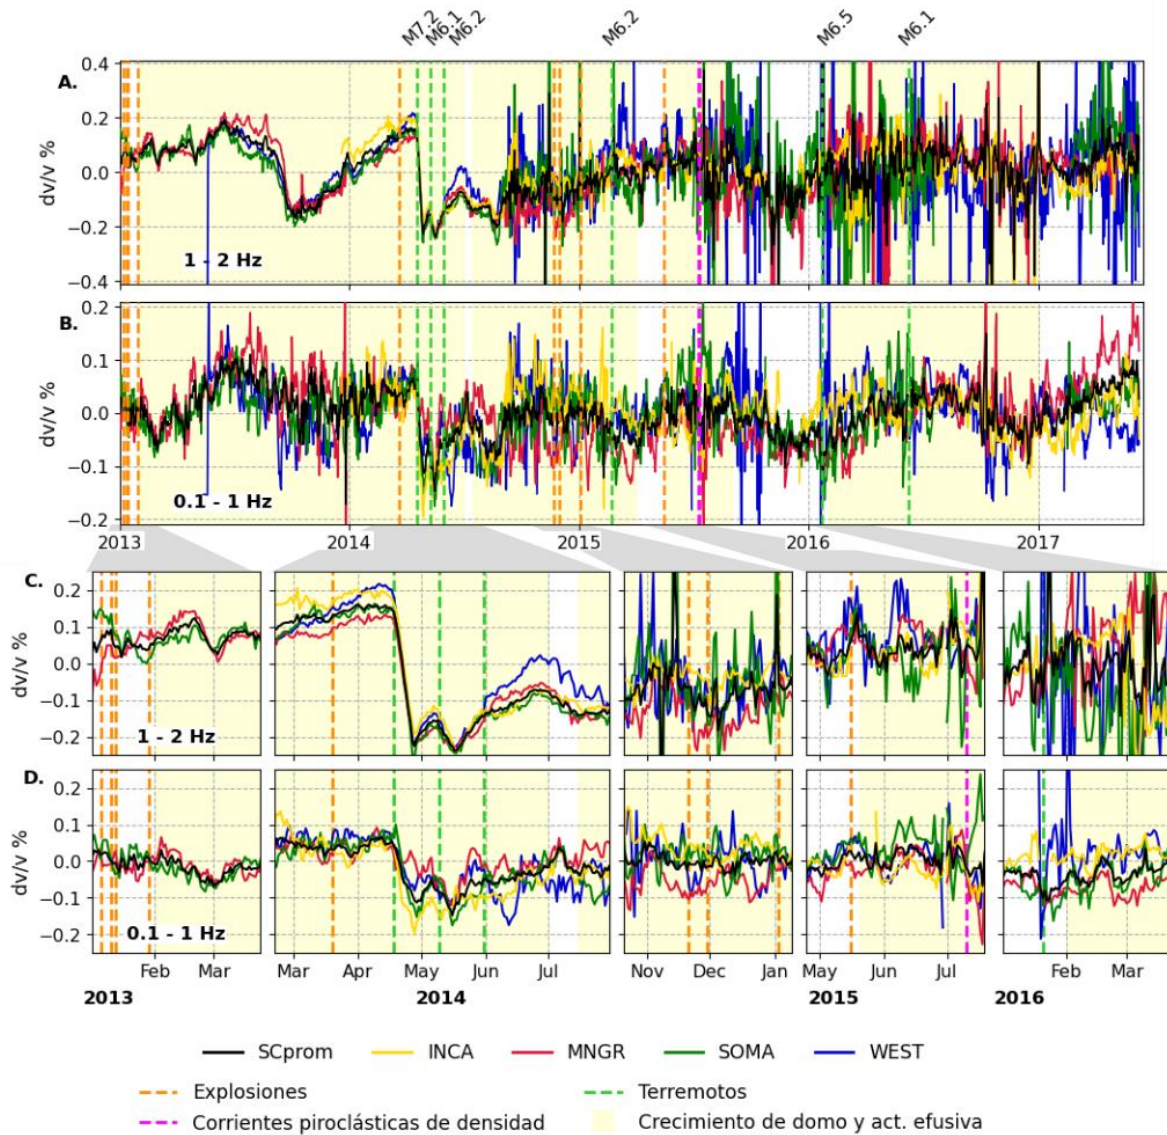 M7.2 M6.1 M6.2 M6.2 M6.5 M6.1
A.
dv/v %
0.4
0.2
0.0
−0.2
−0.4
1 - 2 Hz
B.
dv/v %
0.2
0.1
0.0
−0.1
−0.2
0.1 - 1 Hz
2013 2014 2015 2016 2017
C.
dv/v %
0.2
0.1
0.0
−0.1
−0.2
1 - 2 Hz
D.
dv/v %
0.2
0.1
0.0
−0.1
−0.2
0.1 - 1 Hz
Feb Mar Mar Apr May Jun Jul Nov Dec Jan May Jun Jul Feb Mar
2013 2014 2015 2016
SCprom INCA MNGR SOMA WEST
Explosiones Terremotos
Corrientes piroclásticas de densidad Crecimiento de domo y act. efusiva